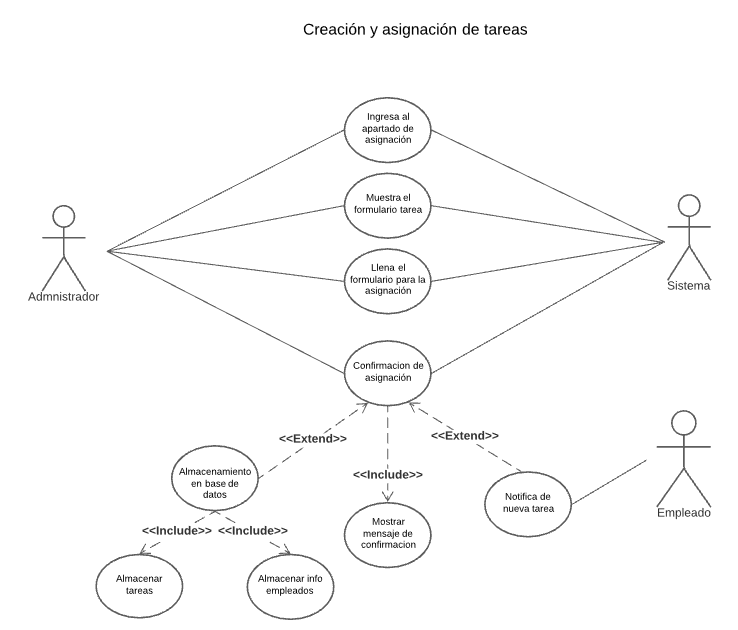 Creación y asignación de tareas
Ingresa al
apartado de
asignación
Muestra el
formulario tarea
Llena el
formulario para la
asignación
Admnistrador
Sistema
Confirmacion de
asignación
<<Extend>>
<<Extend>>
<<Include>>
Almacenamiento
en base de
datos
Notifica de
nueva tarea
Empleado
<<Include>>
<<Include>>
Mostrar
mensaje de
confirmacion
Almacenar
tareas
Almacenar info
empleados